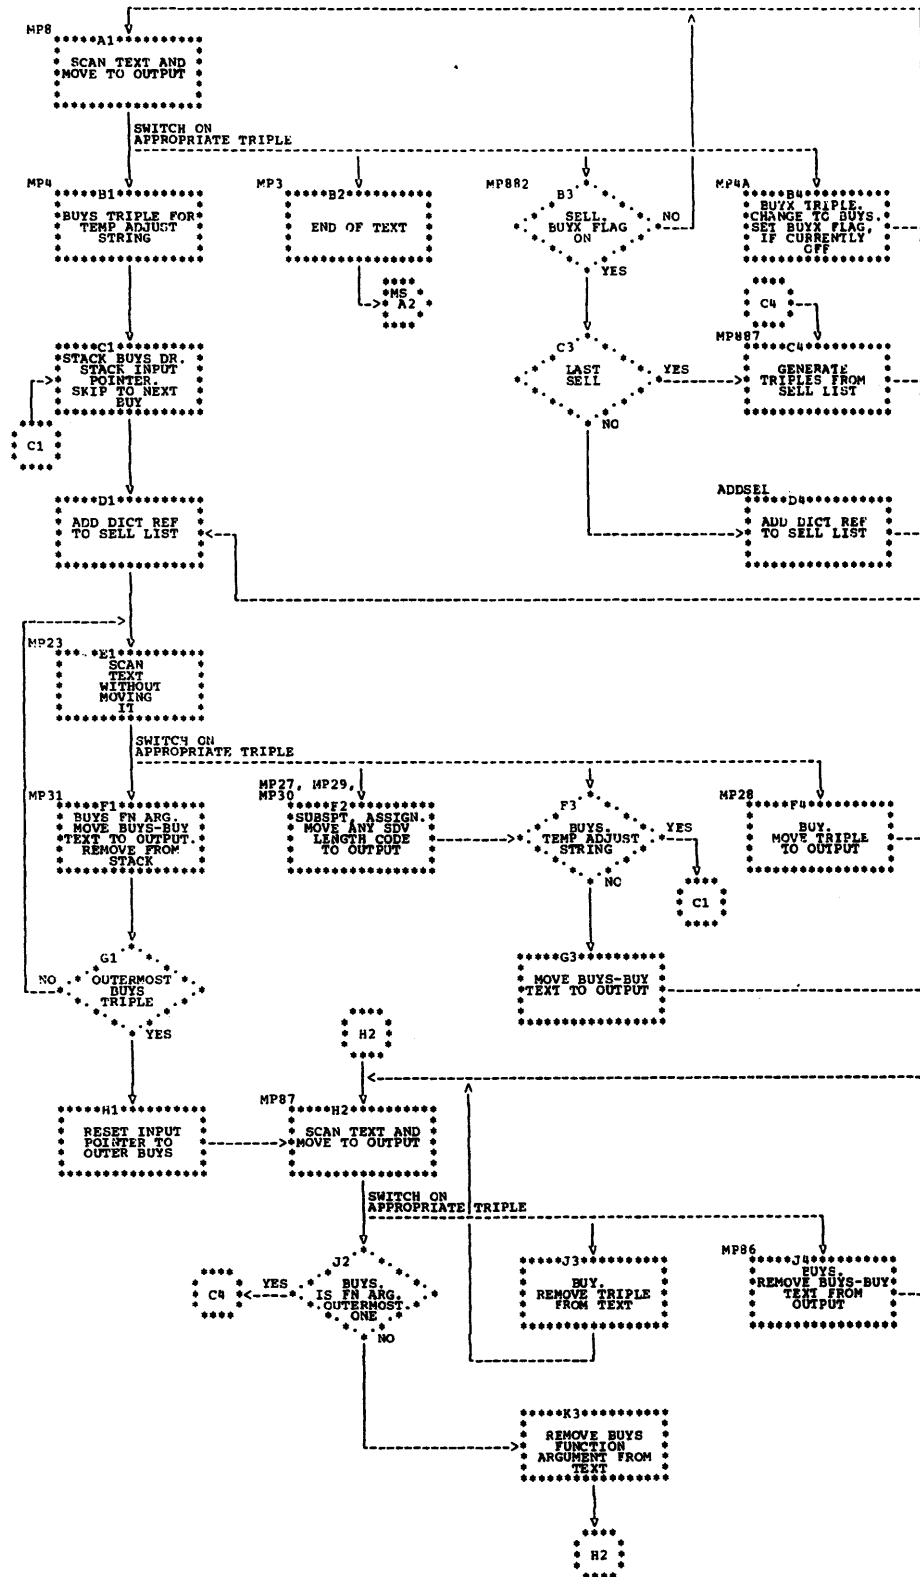 MP8
A1
SCAN TEXT AND
MOVE TO OUTPUT
SWITCH ON
APPROPRIATE TRIPLE
MP4
B1
BUYS TRIPLE FOR
TEMP ADJUST
STRING
MP3
B2
END OF TEXT
MP882
B3
SELL.
BUYX FLAG
ON
NO
YES
MP4A
B4
BUYX TRIPLE.
CHANGE TO BUYS.
SET BUYX FLAG,
IF CURRENTLY
OFF
MS
A2
C4
C1
STACK BUYS DR.
STACK INPUT
POINTER.
SKIP TO NEXT
BUY
C1
C3
LAST
SELL
YES
NO
MP887
C4
GENERATE
TRIPLES FROM
SELL LIST
D1
ADD DICT REF
TO SELL LIST
ADDSEL
D4
ADD DICT REF
TO SELL LIST
MP23
E1
SCAN
TEXT
WITHOUT
MOVING
IT
SWITCH ON
APPROPRIATE TRIPLE
MP31
F1
BUYS FN ARG.
MOVE BUYS-BUY
TEXT TO OUTPUT.
REMOVE FROM
STACK
MP27, MP29,
MP30
F2
SUBSPT, ASSIGN.
MOVE ANY SDV
LENGTH CODE
TO OUTPUT
F3
BUYS.
TEMP ADJUST
STRING
YES
NO
C1
MP28
F4
BUY.
MOVE TRIPLE
TO OUTPUT
G1
OUTERMOST
BUYS
TRIPLE
NO
YES
G3
MOVE BUYS-BUY
TEXT TO OUTPUT
H2
H1
RESET INPUT
POINTER TO
OUTER BUYS
MP87
H2
SCAN TEXT AND
MOVE TO OUTPUT
SWITCH ON
APPROPRIATE TRIPLE
C4
YES
J2
BUYS.
IS FN ARG.
OUTERMOST
ONE
NO
J3
BUY.
REMOVE TRIPLE
FROM TEXT
MP86
J4
BUYS.
REMOVE BUYS-BUY
TEXT FROM
OUTPUT
K3
REMOVE BUYS
FUNCTION
ARGUMENT FROM
TEXT
H2